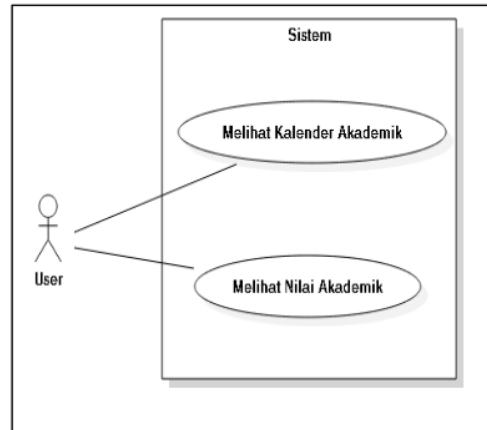 Sistem
Melihat Kalender Akademik
User
Melihat Nilai Akademik